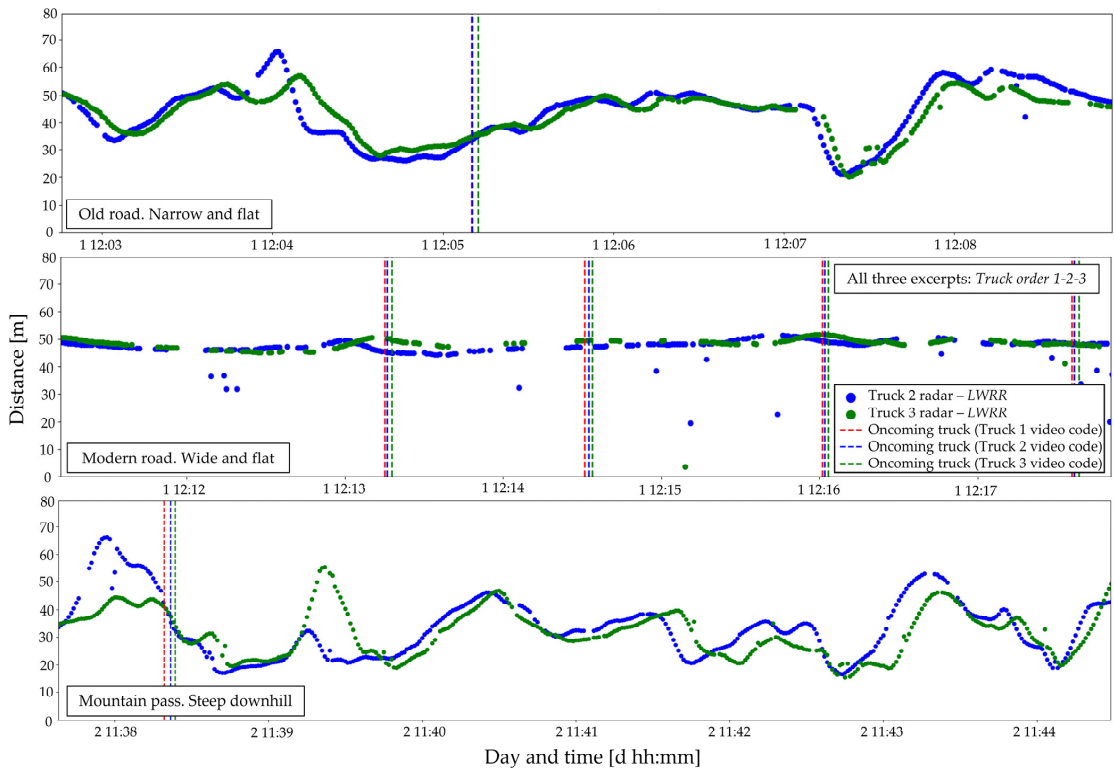 80
70
60
50
40
30
20
10
0
Old road. Narrow and flat
1 12:03 1 12:04 1 12:05 1 12:06 1 12:07 1 12:08
Distance [m]
80
70
60
50
40
30
20
10
0
All three excerpts: Truck order 1-2-3
Truck 2 radar – LWRR
Truck 3 radar – LWRR
Oncoming truck (Truck 1 video code)
Oncoming truck (Truck 2 video code)
Oncoming truck (Truck 3 video code)
Modern road. Wide and flat
1 12:12 1 12:13 1 12:14 1 12:15 1 12:16 1 12:17
80
70
60
50
40
30
20
10
0
Mountain pass. Steep downhill
2 11:38 2 11:39 2 11:40 2 11:41 2 11:42 2 11:43 2 11:44
Day and time [d hh:mm]